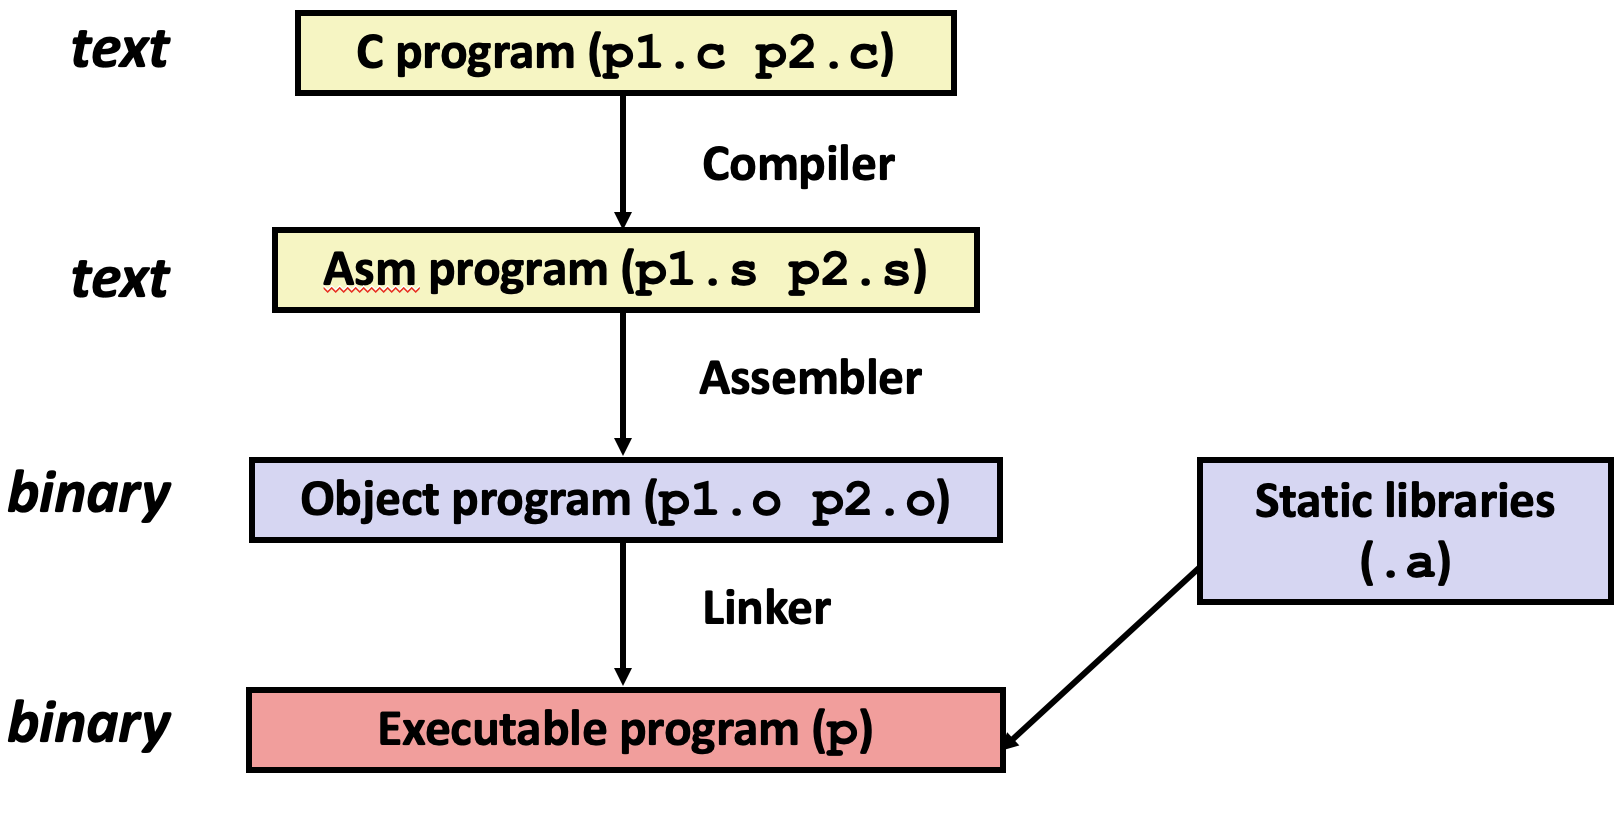 text
C program (p1.c p2.c)
Compiler
text
Asm program (p1.s p2.s)
Assembler
binary
Object program (p1.o p2.o)
Static libraries
(.a)
Linker
binary
Executable program (p)